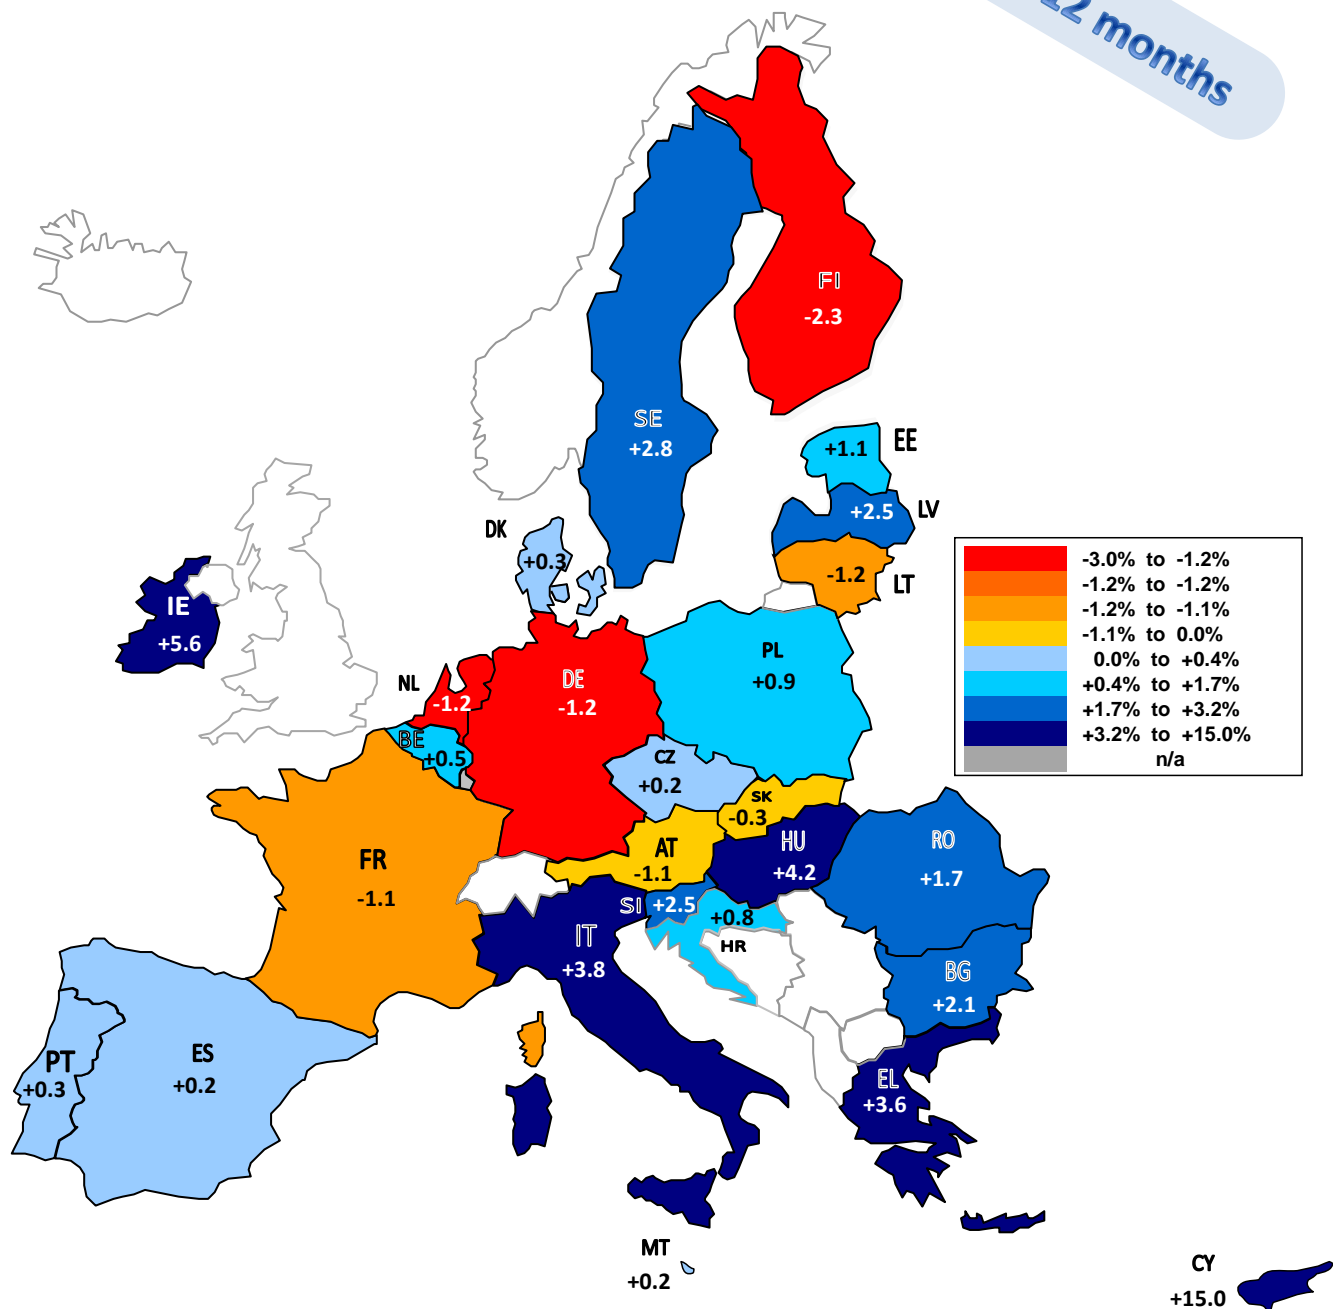 12 months
FI
-2.3
SE
+2.8
EE
+1.1
LV
+2.5
DK
+0.3
LT
-1.2
IE
+5.6
PL
+0.9
NL
-1.2
DE
-1.2
BE
+0.5
CZ
+0.2
SK
-0.3
FR
-1.1
AT
-1.1
HU
+4.2
RO
+1.7
SI
+2.5
+0.8
HR
IT
+3.8
BG
+2.1
PT
+0.3
ES
+0.2
EL
+3.6
MT
+0.2
CY
+15.0
-3.0% to -1.2%
-1.2% to -1.2%
-1.2% to -1.1%
-1.1% to 0.0%
0.0% to +0.4%
+0.4% to +1.7%
+1.7% to +3.2%
+3.2% to +15.0%
n/a